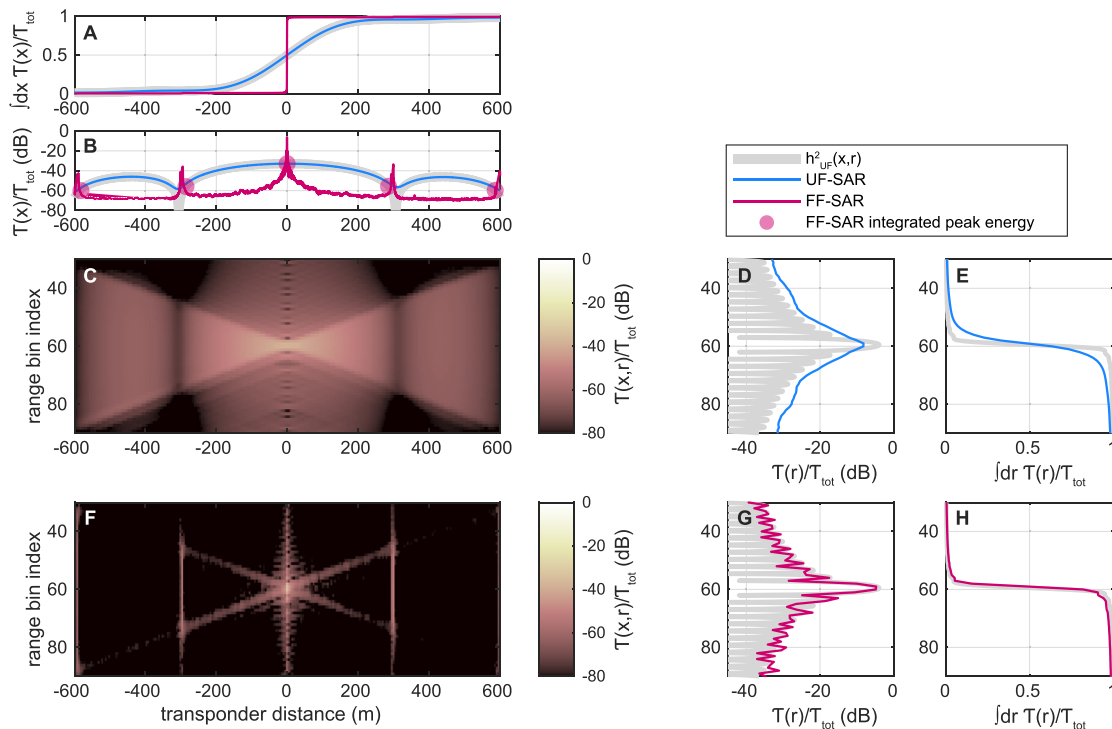 A
∫dx T(x)/T_tot
1
0.5
0
-600 -400 -200 0 200 400 600
B
T(x)/T_tot (dB)
0
-20
-40
-60
-80
-600 -400 -200 0 200 400 600
h²_UF(x,r)
UF-SAR
FF-SAR
FF-SAR integrated peak energy
C
range bin index
40
60
80
-600 -400 -200 0 200 400 600
0
-20
-40
-60
-80
T(x,r)/T_tot (dB)
D
40
60
80
-40 -20 0
T(r)/T_tot (dB)
E
40
60
80
0 0.5 1
∫dr T(r)/T_tot
F
range bin index
40
60
80
-600 -400 -200 0 200 400 600
transponder distance (m)
0
-20
-40
-60
-80
T(x,r)/T_tot (dB)
G
40
60
80
-40 -20 0
T(r)/T_tot (dB)
H
40
60
80
0 0.5 1
∫dr T(r)/T_tot